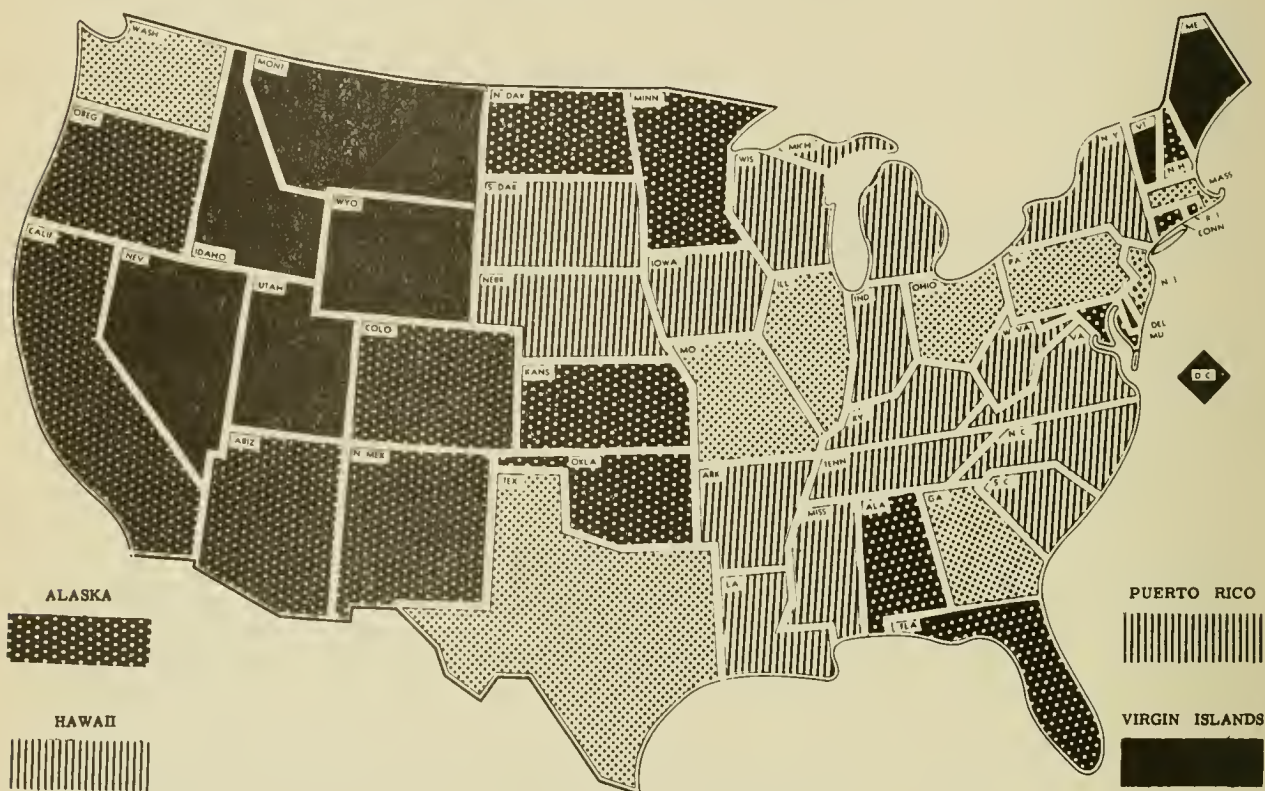 WASH
MONT
N DAK
MINN
OREG
S DAK
WIS
MICH
N Y
VT
N H
ME
MASS
R I
CONN
WYO
IDAHO
CALIF
NEV
UTAH
NEBR
IOWA
ILL
IND
OHIO
PA
N J
DEL
COLO
KANS
MO
KY
VA
D C
ARIZ
N MEX
OKLA
TEX
ARK
TENN
N C
S C
MISS
ALA
GA
LA
FLA
ALASKA
HAWAII
PUERTO RICO
VIRGIN ISLANDS